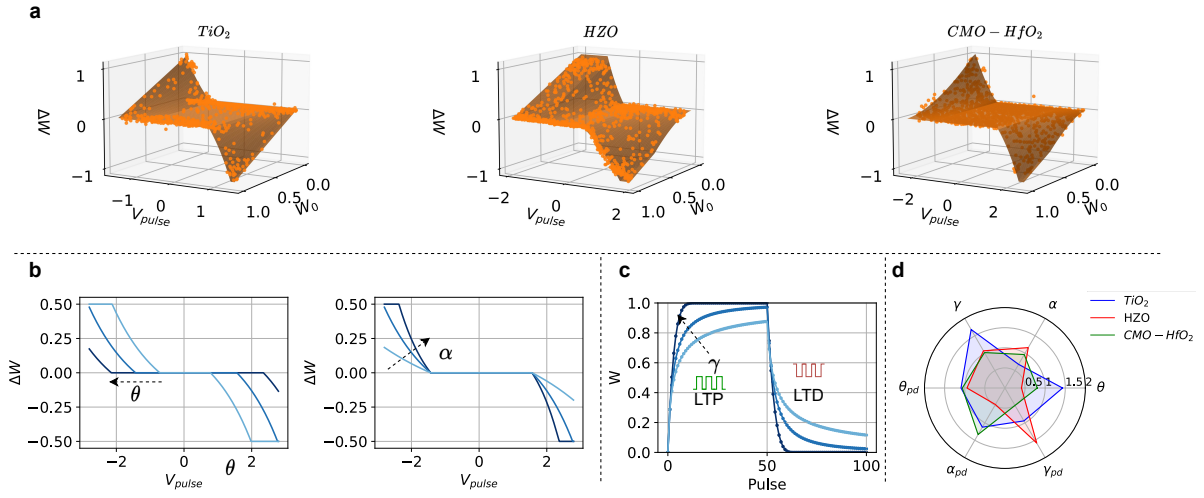 a
TiO₂
HZO
CMO − HfO₂
1
0
−1
ΔW
−1
0
1
V_pulse
1.0
0.5
0.0
W₀
1
0
−1
ΔW
−2
0
2
V_pulse
1.0
0.5
0.0
W₀
1
0
−1
ΔW
−2
0
2
V_pulse
1.0
0.5
0.0
W₀
b
0.50
0.25
0.00
−0.25
−0.50
ΔW
−2
0
2
V_pulse
θ
θ
0.50
0.25
0.00
−0.25
−0.50
ΔW
−2
0
2
V_pulse
α
c
1.0
0.8
0.6
0.4
0.2
0.0
W
0
50
100
Pulse
γ
LTP
LTD
d
TiO₂
HZO
CMO − HfO₂
γ
α
θ_pd
0.5
1
1.5
2
θ
α_pd
γ_pd